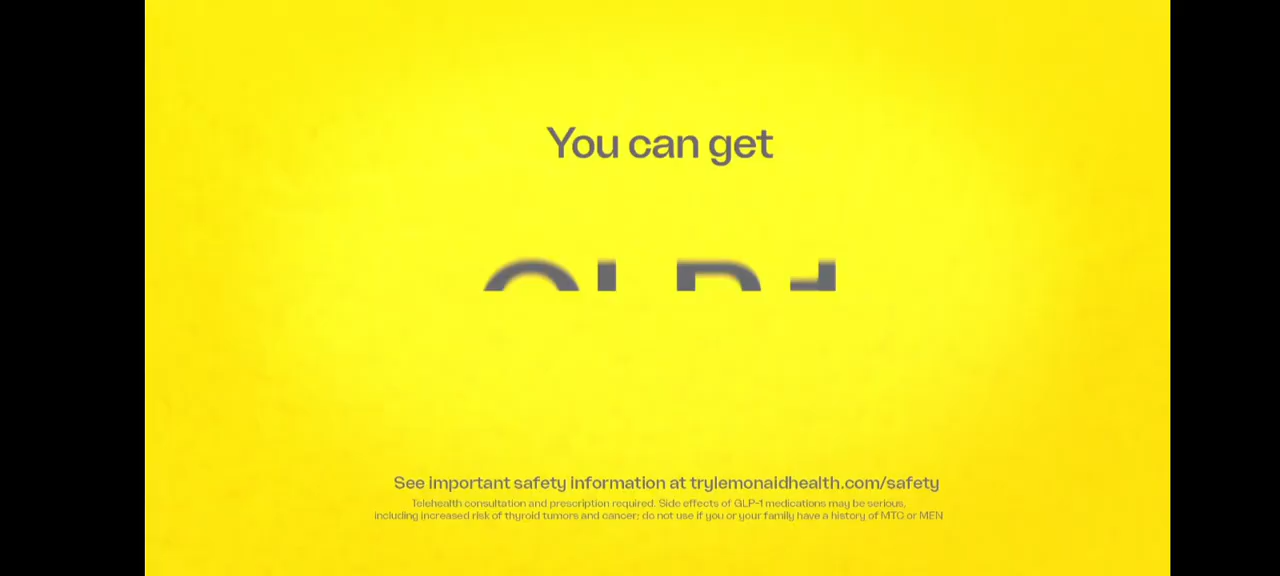 You can get
See important safety information at trylemonaidhealth.com/safety
Telehealth consultation and prescription required. Side effects of GLP-1 medications may be serious,
including increased risk of thyroid tumors and cancer; do not use if you or your family have a history of MTC or MEN